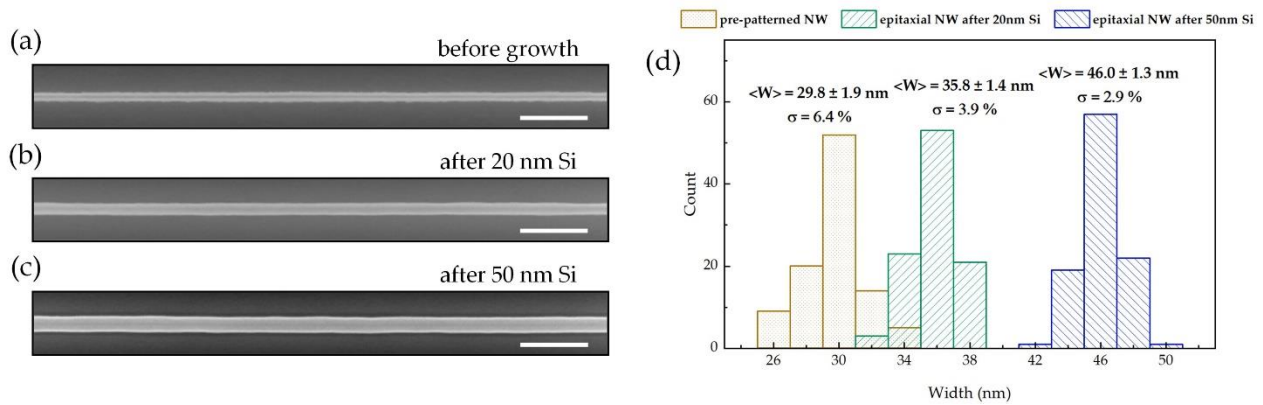 (a)
before growth
(b)
after 20 nm Si
(c)
after 50 nm Si
pre-patterned NW epitaxial NW after 20nm Si epitaxial NW after 50nm Si
(d)
<W> = 29.8 ± 1.9 nm
σ = 6.4 %
<W> = 35.8 ± 1.4 nm
σ = 3.9 %
<W> = 46.0 ± 1.3 nm
σ = 2.9 %
60
40
20
0
Count
26 30 34 38 42 46 50
Width (nm)